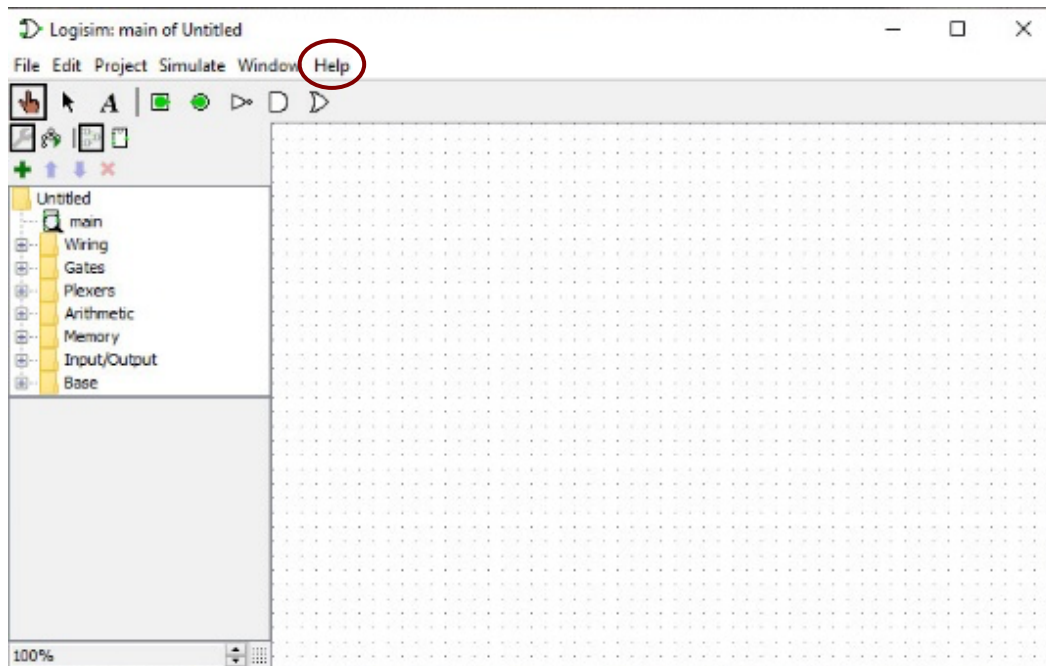 Logisim: main of Untitled
File Edit Project Simulate Window Help
A
Untitled
main
Wiring
Gates
Plexers
Arithmetic
Memory
Input/Output
Base
100%